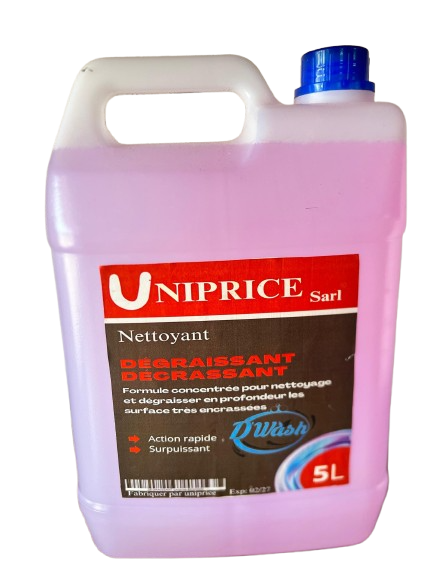 UNIPRICE Sarl
Nettoyant
DÉGRAISSANT
DÉCRASSANT
Formule concentrée pour nettoyage
et dégraisser en profondeur les
surface très encrassées
D'Wash
Action rapide
Surpuissant
5L
Fabriquer par uniprice Exp: 02/27